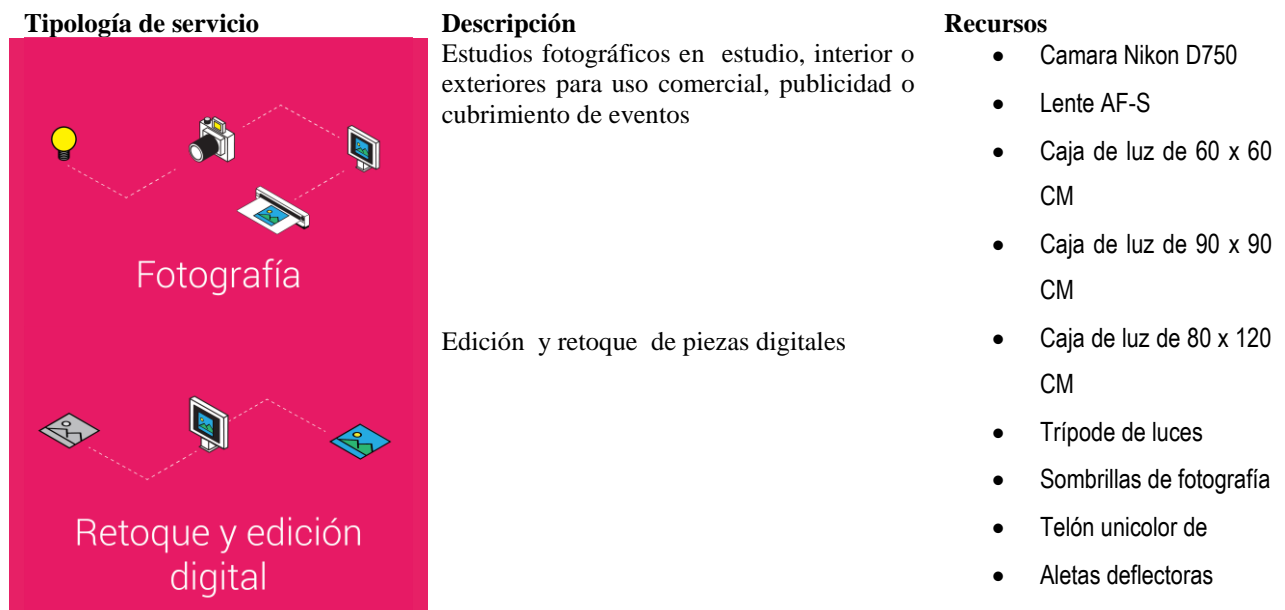 Tipología de servicio
Descripción
Recursos
Fotografía
Retoque y edición
digital
Estudios fotográficos en estudio, interior o
exteriores para uso comercial, publicidad o
cubrimiento de eventos
Edición y retoque de piezas digitales
• Camara Nikon D750
• Lente AF-S
• Caja de luz de 60 x 60
CM
• Caja de luz de 90 x 90
CM
• Caja de luz de 80 x 120
CM
• Trípode de luces
• Sombrillas de fotografía
• Telón unicolor de
• Aletas deflectoras